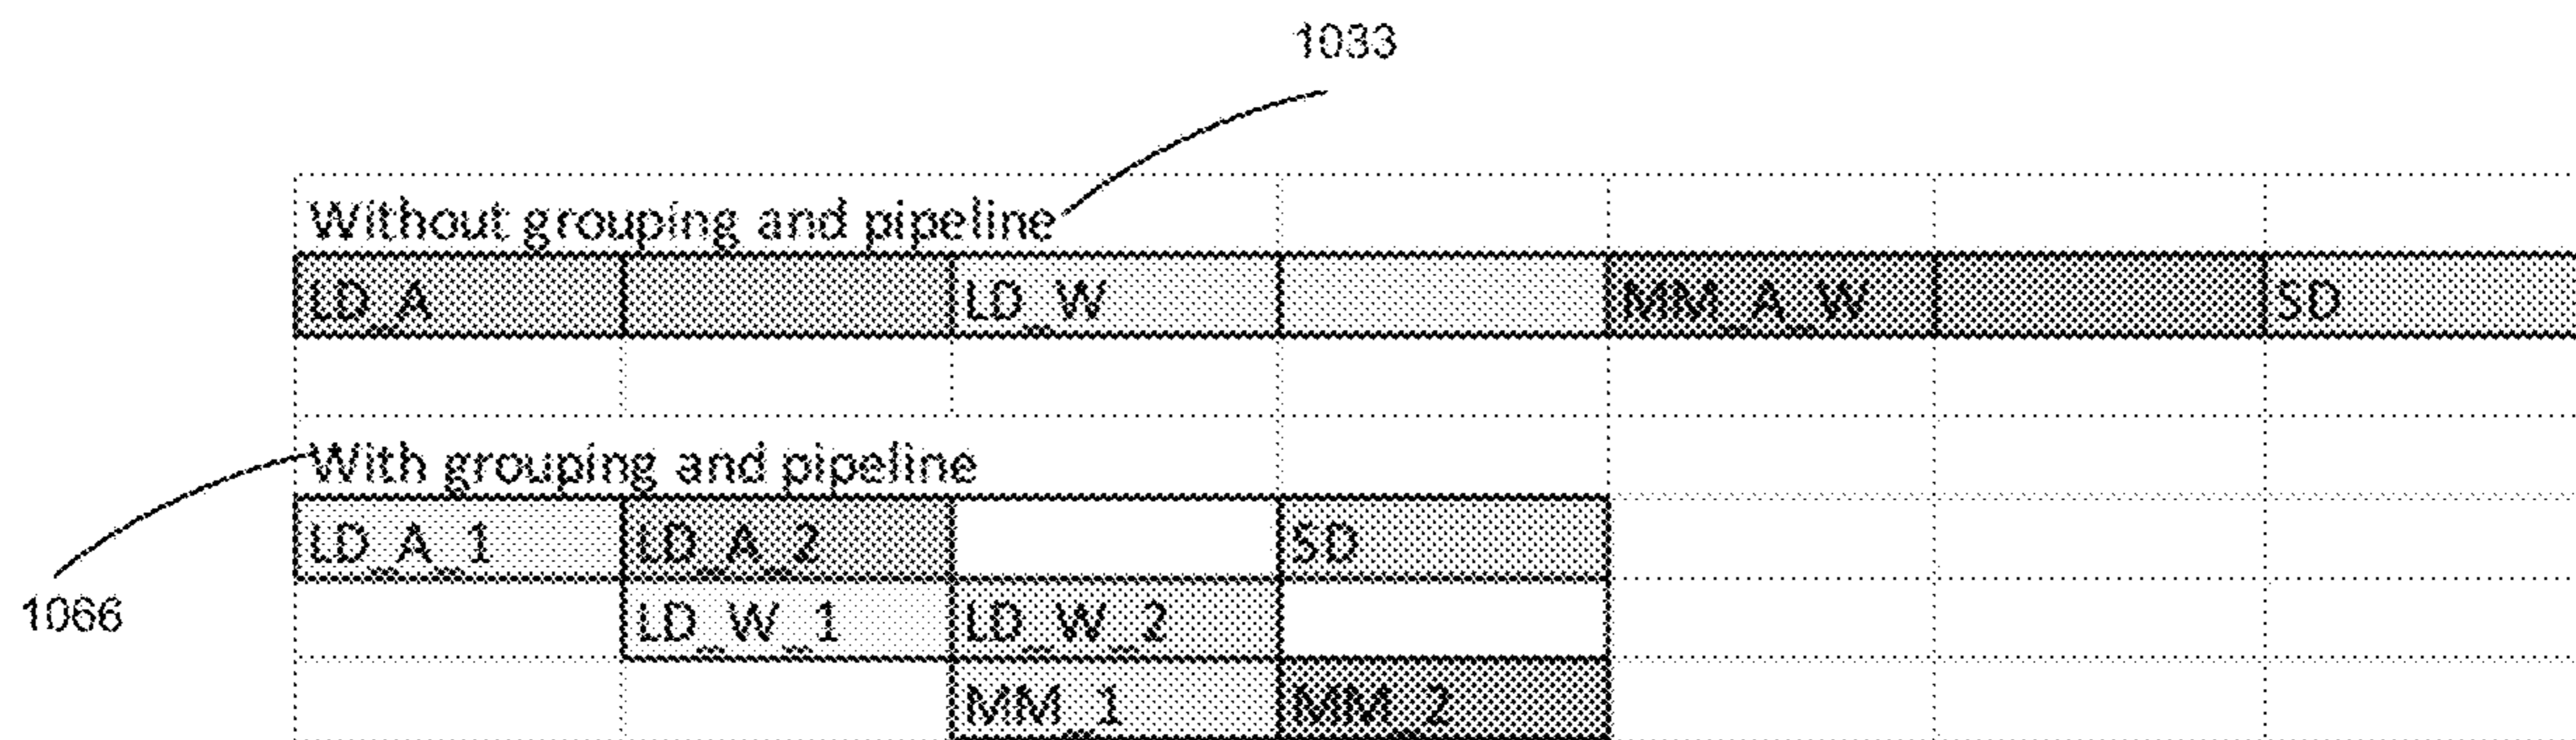 1033
Without grouping and pipeline
LD_A LD_W MM_A_W SD
With grouping and pipeline
LD_A_1 LD_A_2 SD
1066
LD_W_1 LD_W_2
MM_1 MM_2